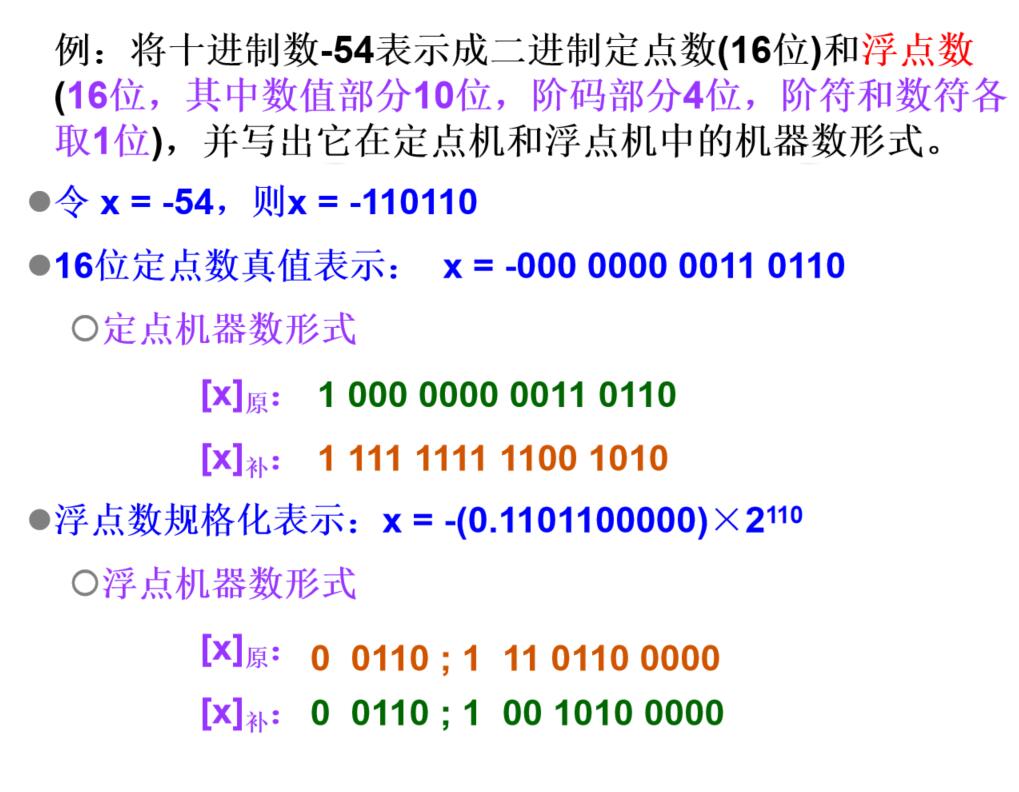 例：将十进制数-54表示成二进制定点数(16位)和浮点数
(16位，其中数值部分10位，阶码部分4位，阶符和数符各
取1位)，并写出它在定点机和浮点机中的机器数形式。
●令 x = -54，则x = -110110
●16位定点数真值表示： x = -000 0000 0011 0110
○定点机器数形式
[x]原： 1 000 0000 0011 0110
[x]补： 1 111 1111 1100 1010
●浮点数规格化表示：x = -(0.1101100000)×2¹¹⁰
○浮点机器数形式
[x]原： 0 0110 ; 1 11 0110 0000
[x]补： 0 0110 ; 1 00 1010 0000